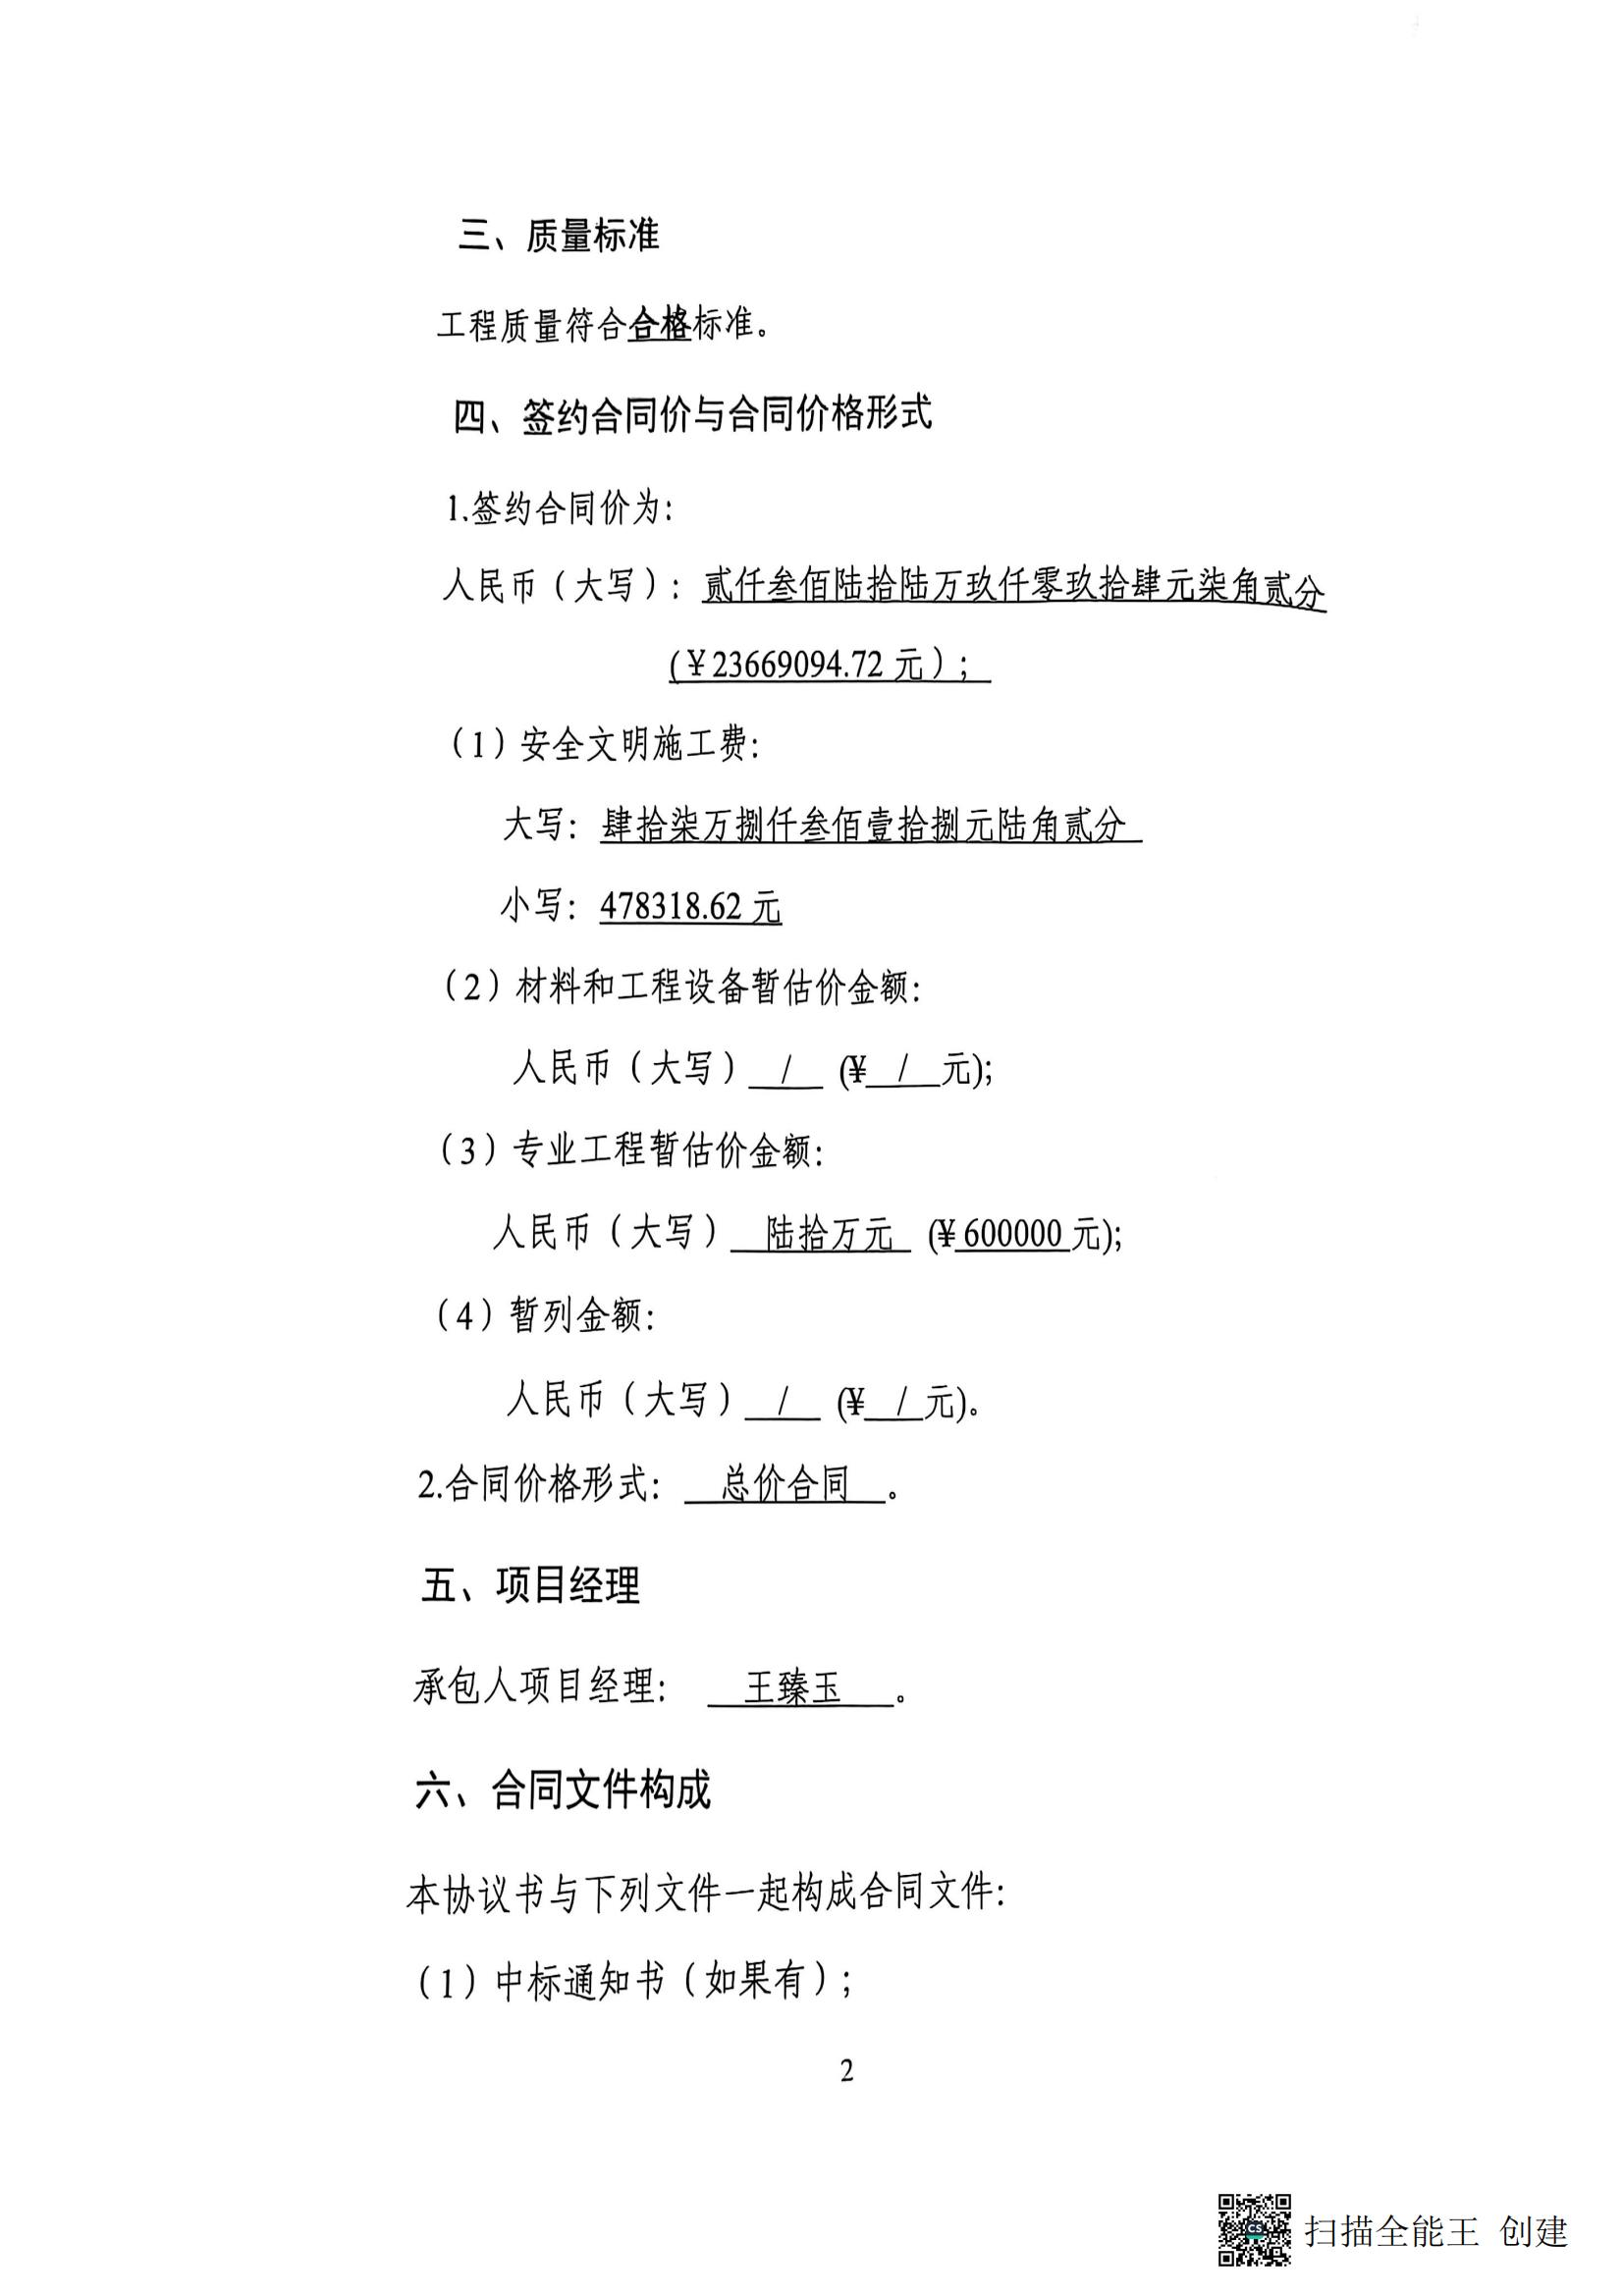 三、质量标准
工程质量符合合格标准。
四、签约合同价与合同价格形式
1.签约合同价为：
人民币（大写）：贰仟叁佰陆拾陆万玖仟零玖拾肆元柒角贰分
(￥23669094.72 元）；
（1）安全文明施工费：
大写：肆拾柒万捌仟叁佰壹拾捌元陆角贰分
小写：478318.62 元
（2）材料和工程设备暂估价金额：
人民币（大写） / (¥ / 元);
（3）专业工程暂估价金额：
人民币（大写） 陆拾万元 (¥ 600000 元);
（4）暂列金额：
人民币（大写） / (¥ / 元)。
2.合同价格形式： 总价合同 。
五、项目经理
承包人项目经理： 王臻玉 。
六、合同文件构成
本协议书与下列文件一起构成合同文件：
（1）中标通知书（如果有）；
2
CS
扫描全能王 创建